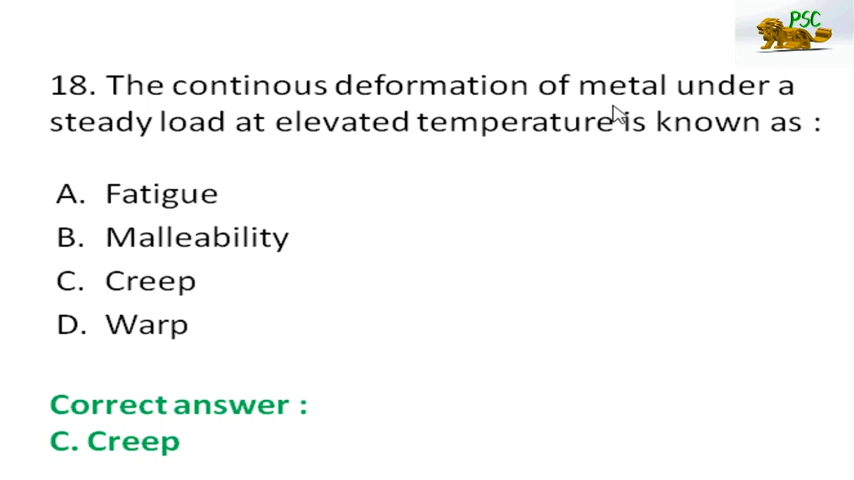 PSC
18. The continous deformation of metal under a
steady load at elevated temperature is known as :
A. Fatigue
B. Malleability
C. Creep
D. Warp
Correct answer :
C. Creep